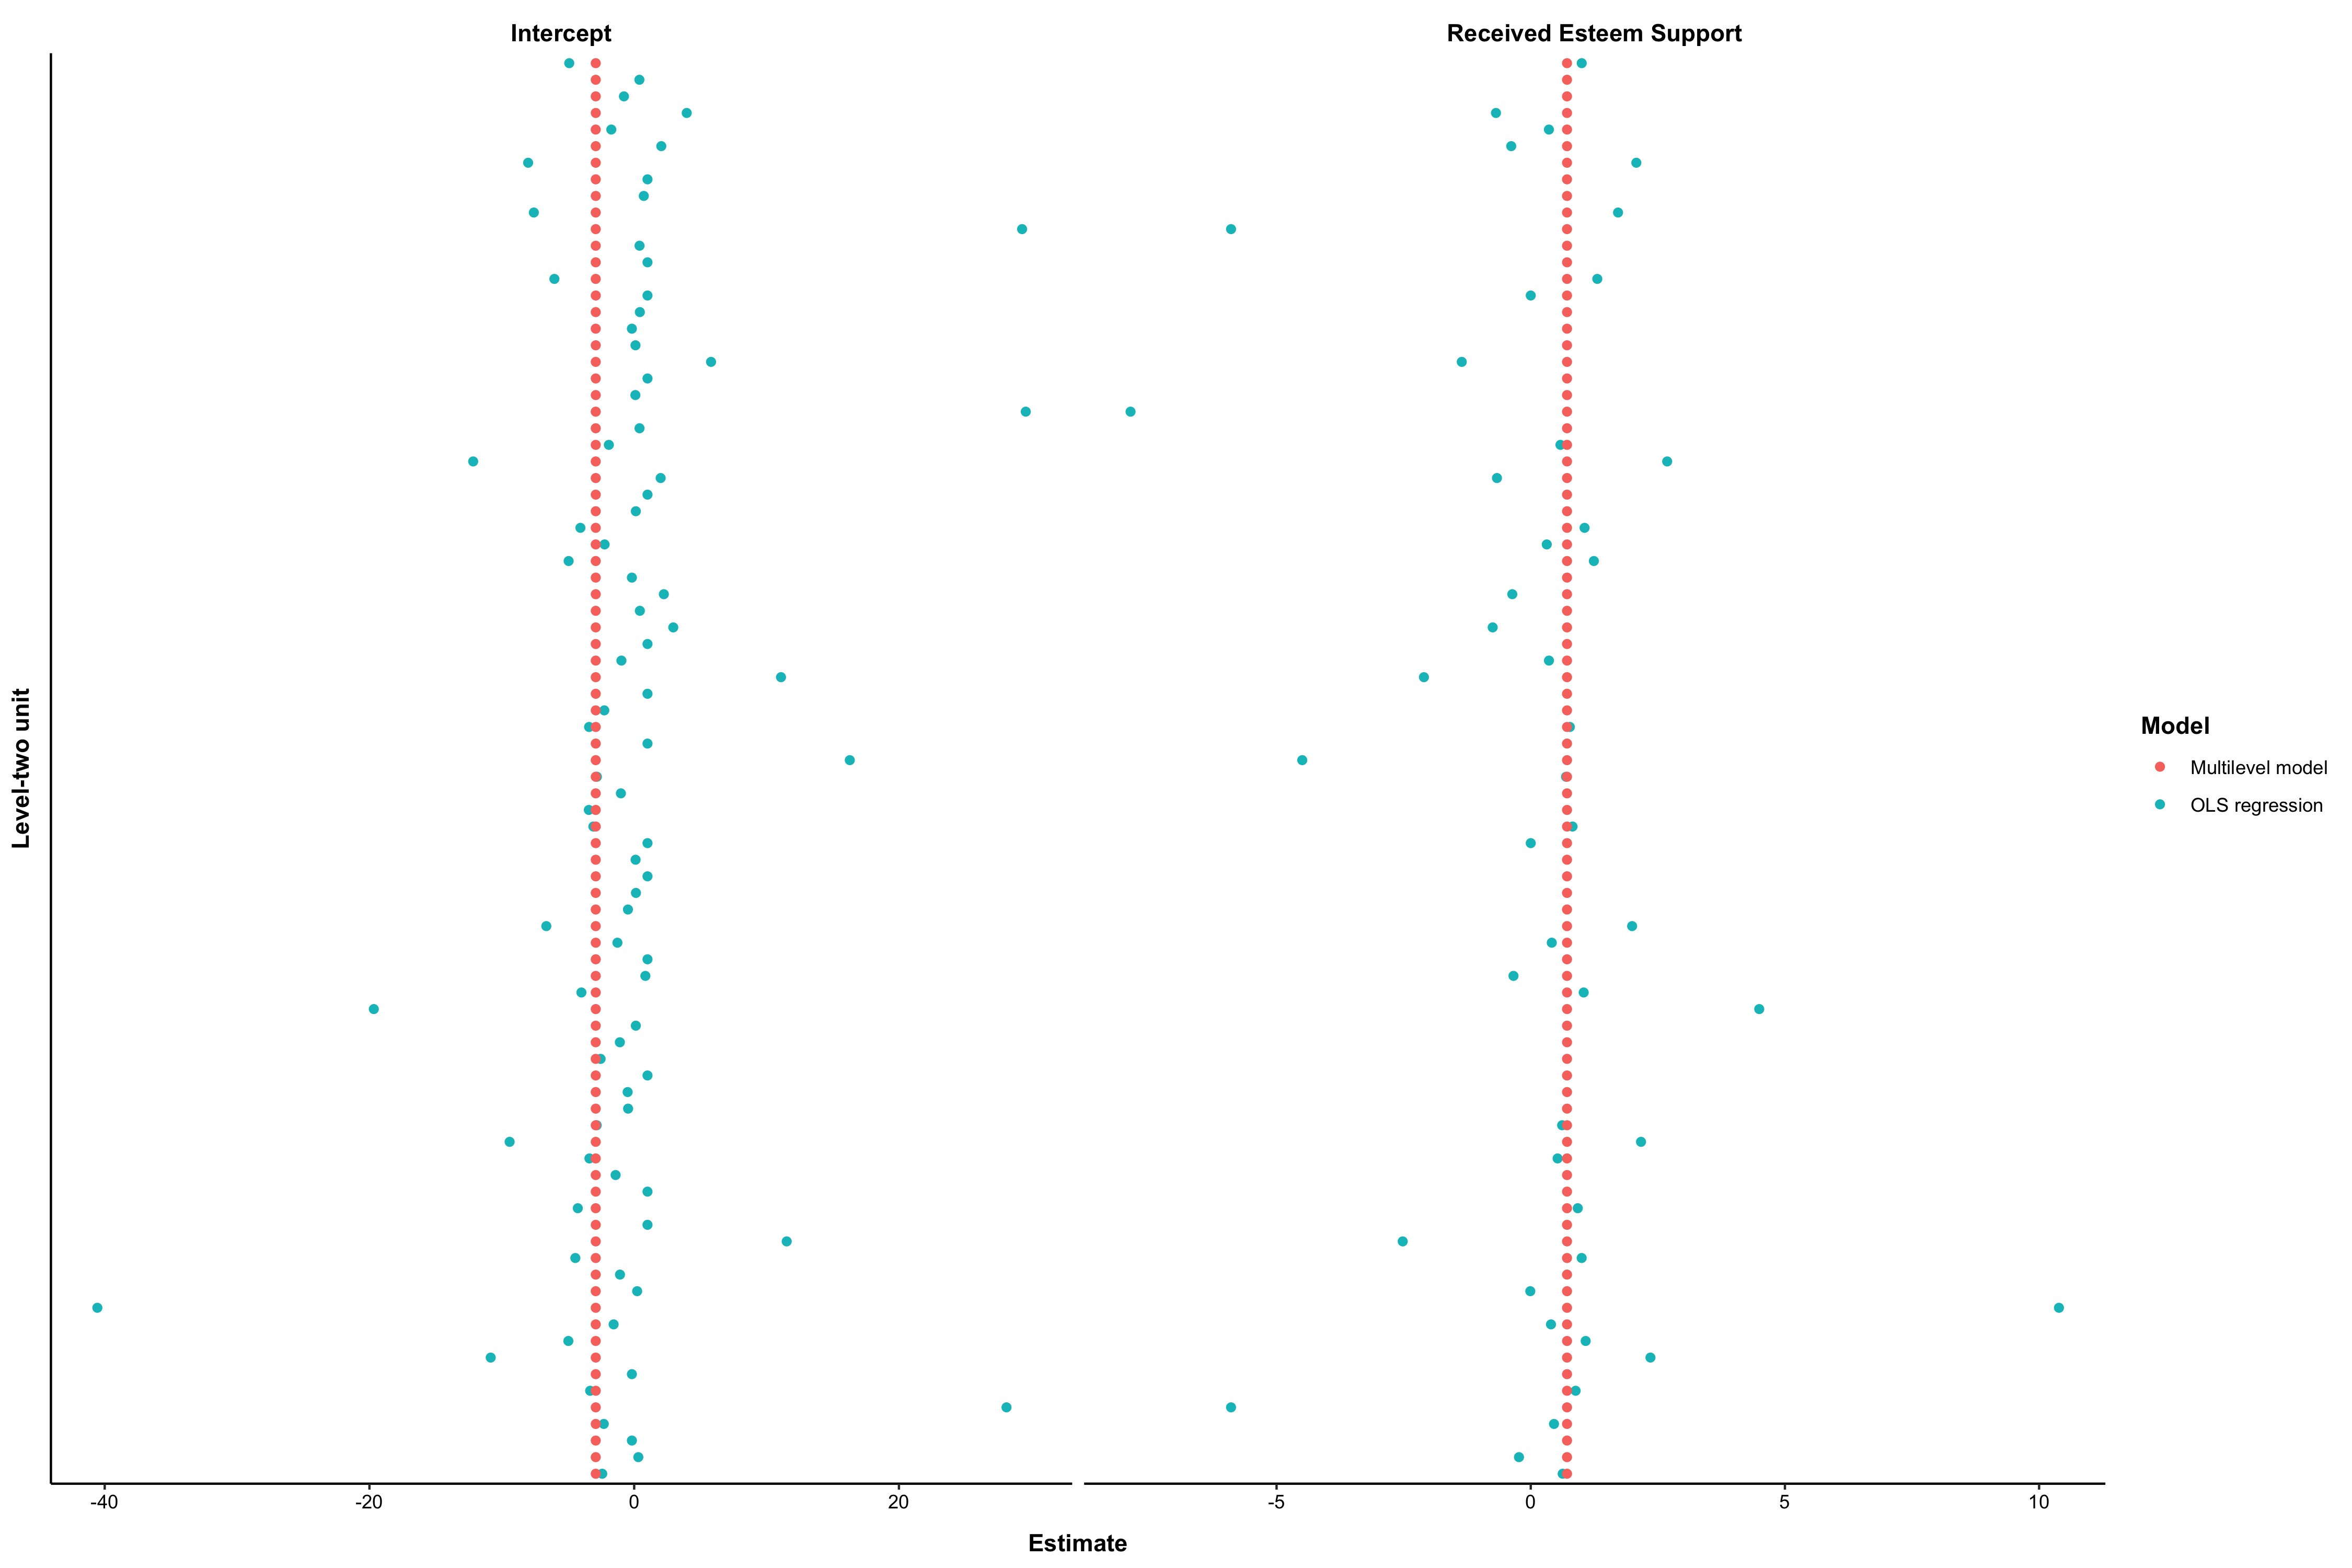 Intercept
Received Esteem Support
Level-two unit
Model
Multilevel model
OLS regression
-40 -20 0 20 -5 0 5 10
Estimate